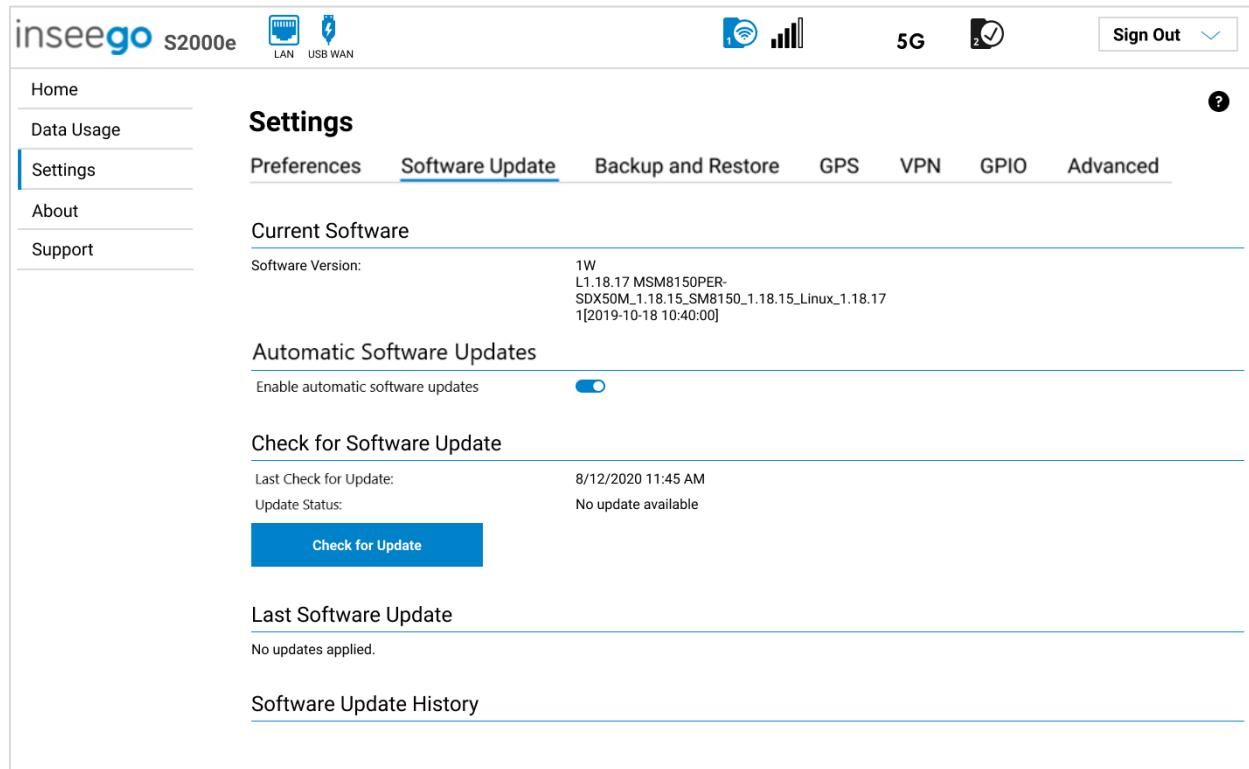 inseego S2000e
LAN USB WAN
1
5G
2
Sign Out
Home
Data Usage
Settings
About
Support
?
Settings
Preferences Software Update Backup and Restore GPS VPN GPIO Advanced
Current Software
Software Version: 1W
L1.18.17 MSM8150PER-
SDX50M_1.18.15_SM8150_1.18.15_Linux_1.18.17
1[2019-10-18 10:40:00]
Automatic Software Updates
Enable automatic software updates
Check for Software Update
Last Check for Update: 8/12/2020 11:45 AM
Update Status: No update available
Check for Update
Last Software Update
No updates applied.
Software Update History